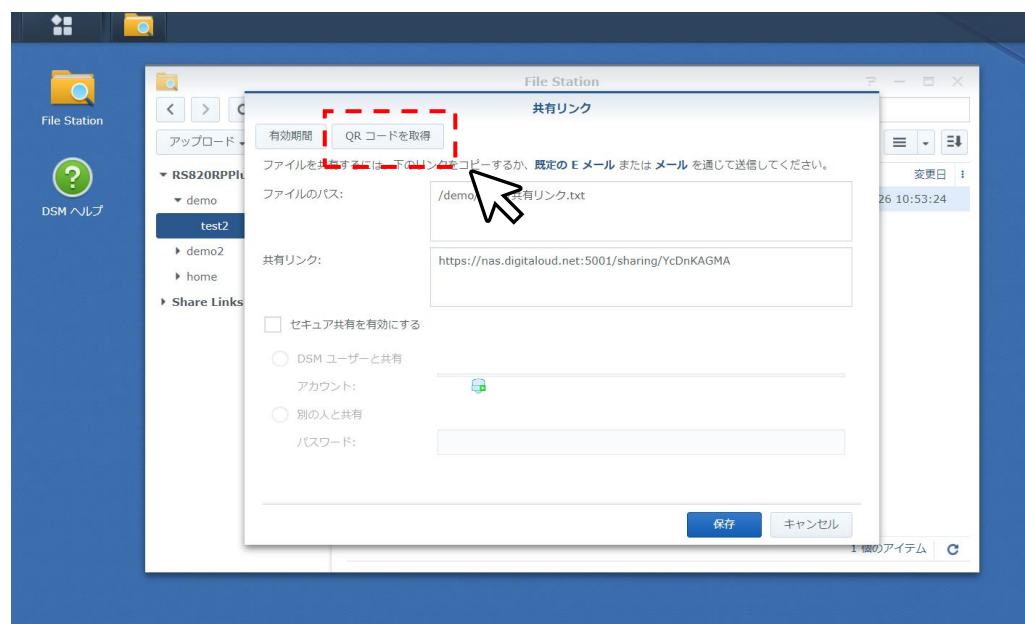 File Station
DSM ヘルプ
File Station
共有リンク
有効期間
QR コードを取得
ファイルを共有するには、下のリンクをコピーするか、既定の E メール または メール を通じて送信してください。
ファイルのパス:
/demo/ 共有リンク.txt
共有リンク:
https://nas.digitaloud.net:5001/sharing/YcDnKAGMA
セキュア共有を有効にする
DSM ユーザーと共有
アカウント:
別の人と共有
パスワード:
保存
キャンセル
アップロード
RS820RPPlu
demo
test2
demo2
home
Share Links
変更日
26 10:53:24
1 個のアイテム